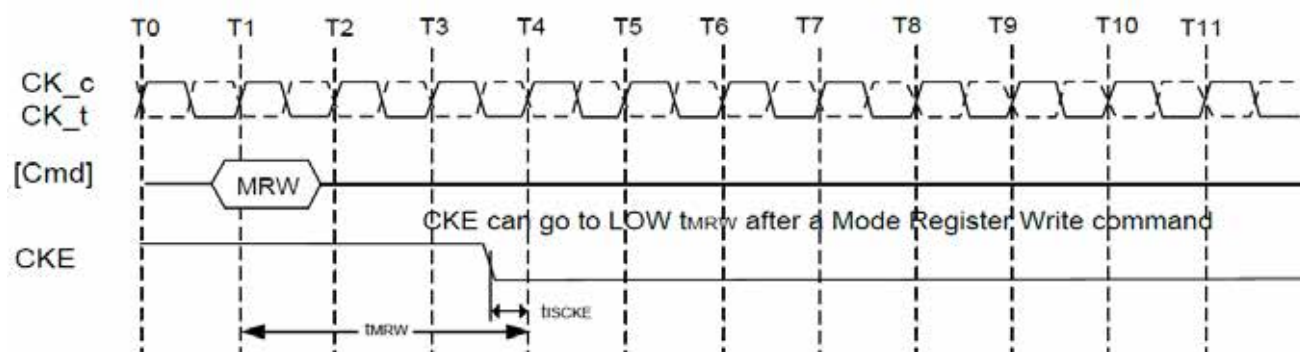 T0 T1 T2 T3 T4 T5 T6 T7 T8 T9 T10 T11
CK_c
CK_t
[Cmd]
MRW
CKE can go to LOW tMRW after a Mode Register Write command
CKE
tISCKE
tMRW